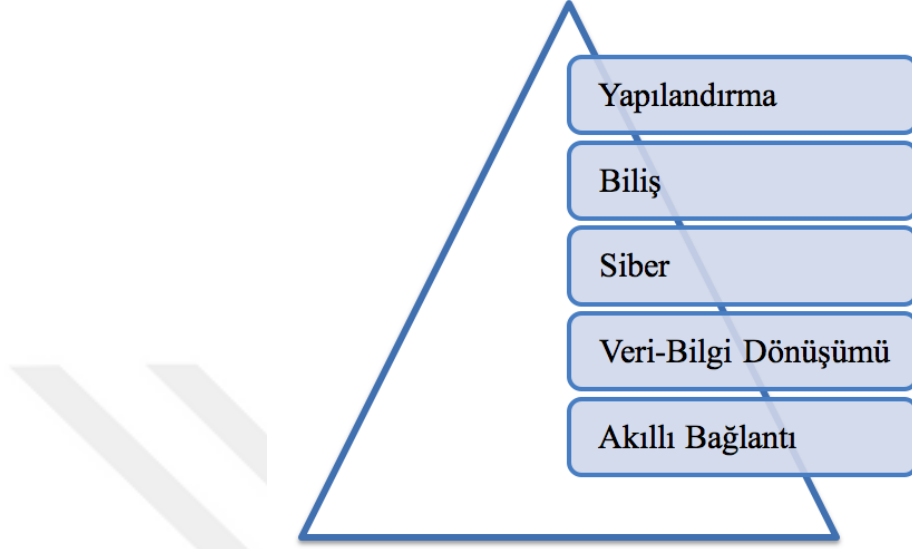 Yapılandırma
Biliş
Siber
Veri-Bilgi Dönüşümü
Akıllı Bağlantı